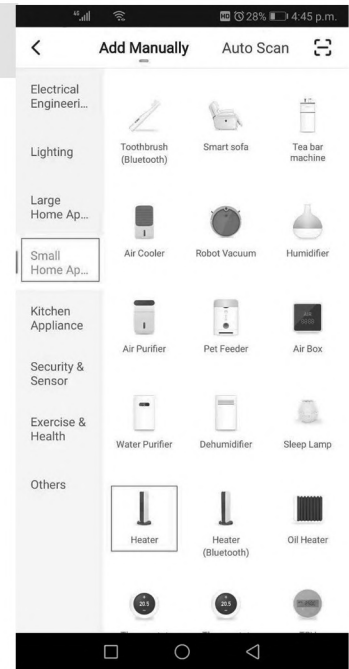 4G HD 28% 4:45 p.m.
Add Manually Auto Scan
Electrical
Engineeri...
Lighting
Large
Home Ap...
Small
Home Ap...
Kitchen
Appliance
Security &
Sensor
Exercise &
Health
Others
Toothbrush
(Bluetooth)
Smart sofa
Tea bar
machine
Air Cooler
Robot Vacuum
Humidifier
Air Purifier
Pet Feeder
Air Box
Water Purifier
Dehumidifier
Sleep Lamp
Heater
Heater
(Bluetooth)
Oil Heater
20.5
20.5